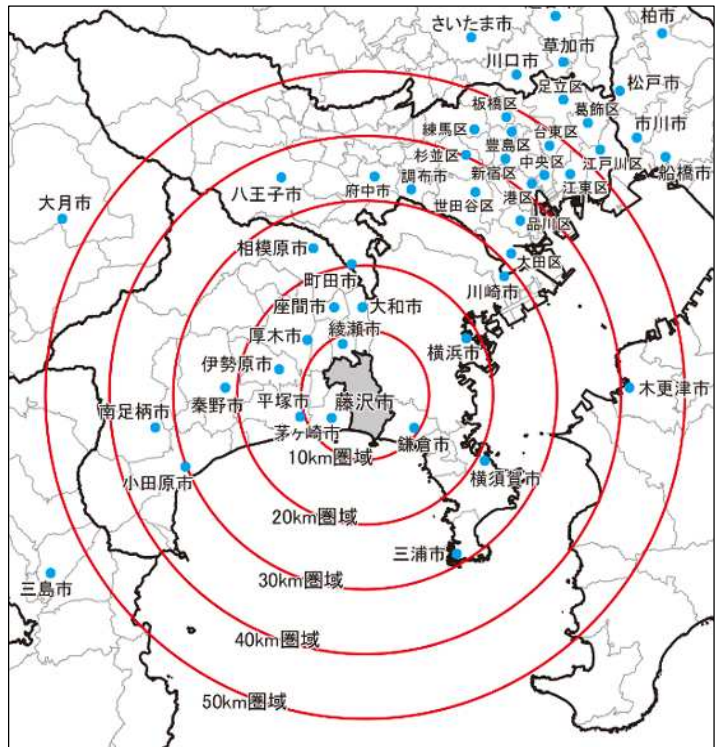 さいたま市
柏市
川口市
草加市
足立区
松戸市
板橋区
葛飾区
練馬区
豊島区
台東区
市川市
杉並区
新宿区
中央区
江戸川区
船橋市
八王子市
府中市
調布市
世田谷区
港区
江東区
大月市
品川区
相模原市
大田区
町田市
川崎市
座間市
大和市
厚木市
綾瀬市
横浜市
伊勢原市
秦野市
平塚市
藤沢市
木更津市
南足柄市
茅ヶ崎市
鎌倉市
10km圏域
小田原市
横須賀市
20km圏域
三浦市
三島市
30km圏域
40km圏域
50km圏域